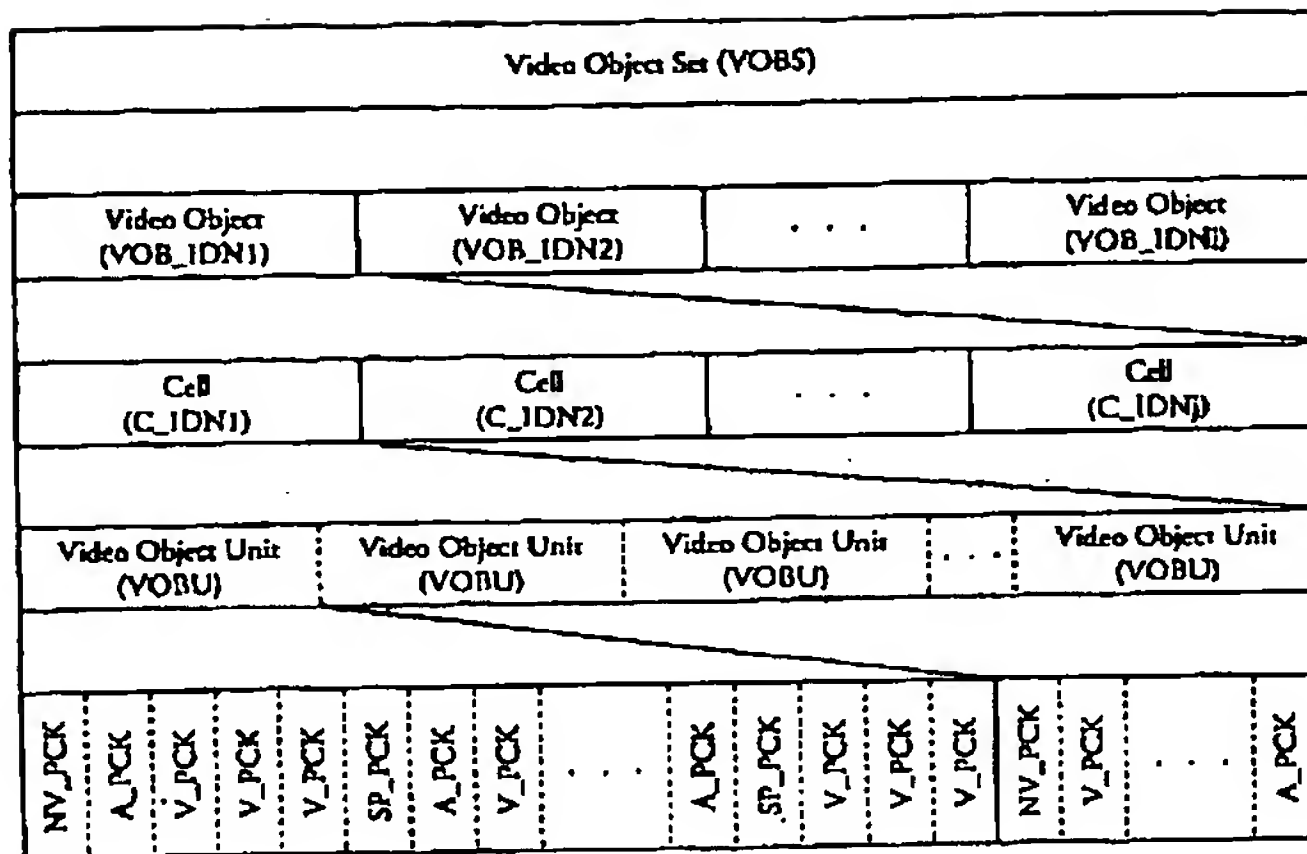 Video Object Set (VOBS)
Video Object
(VOB_IDN1)
Video Object
(VOB_IDN2)
. . .
Video Object
(VOB_IDNi)
Cell
(C_IDN1)
Cell
(C_IDN2)
. . . .
Cell
(C_IDNj)
Video Object Unit
(VOBU)
Video Object Unit
(VOBU)
Video Object Unit
(VOBU)
. . .
Video Object Unit
(VOBU)
NV_PCK
A_PCK
V_PCK
V_PCK
V_PCK
SP_PCK
A_PCK
V_PCK
. . . .
A_PCK
SP_PCK
V_PCK
V_PCK
V_PCK
NV_PCK
V_PCK
. . . .
A_PCK